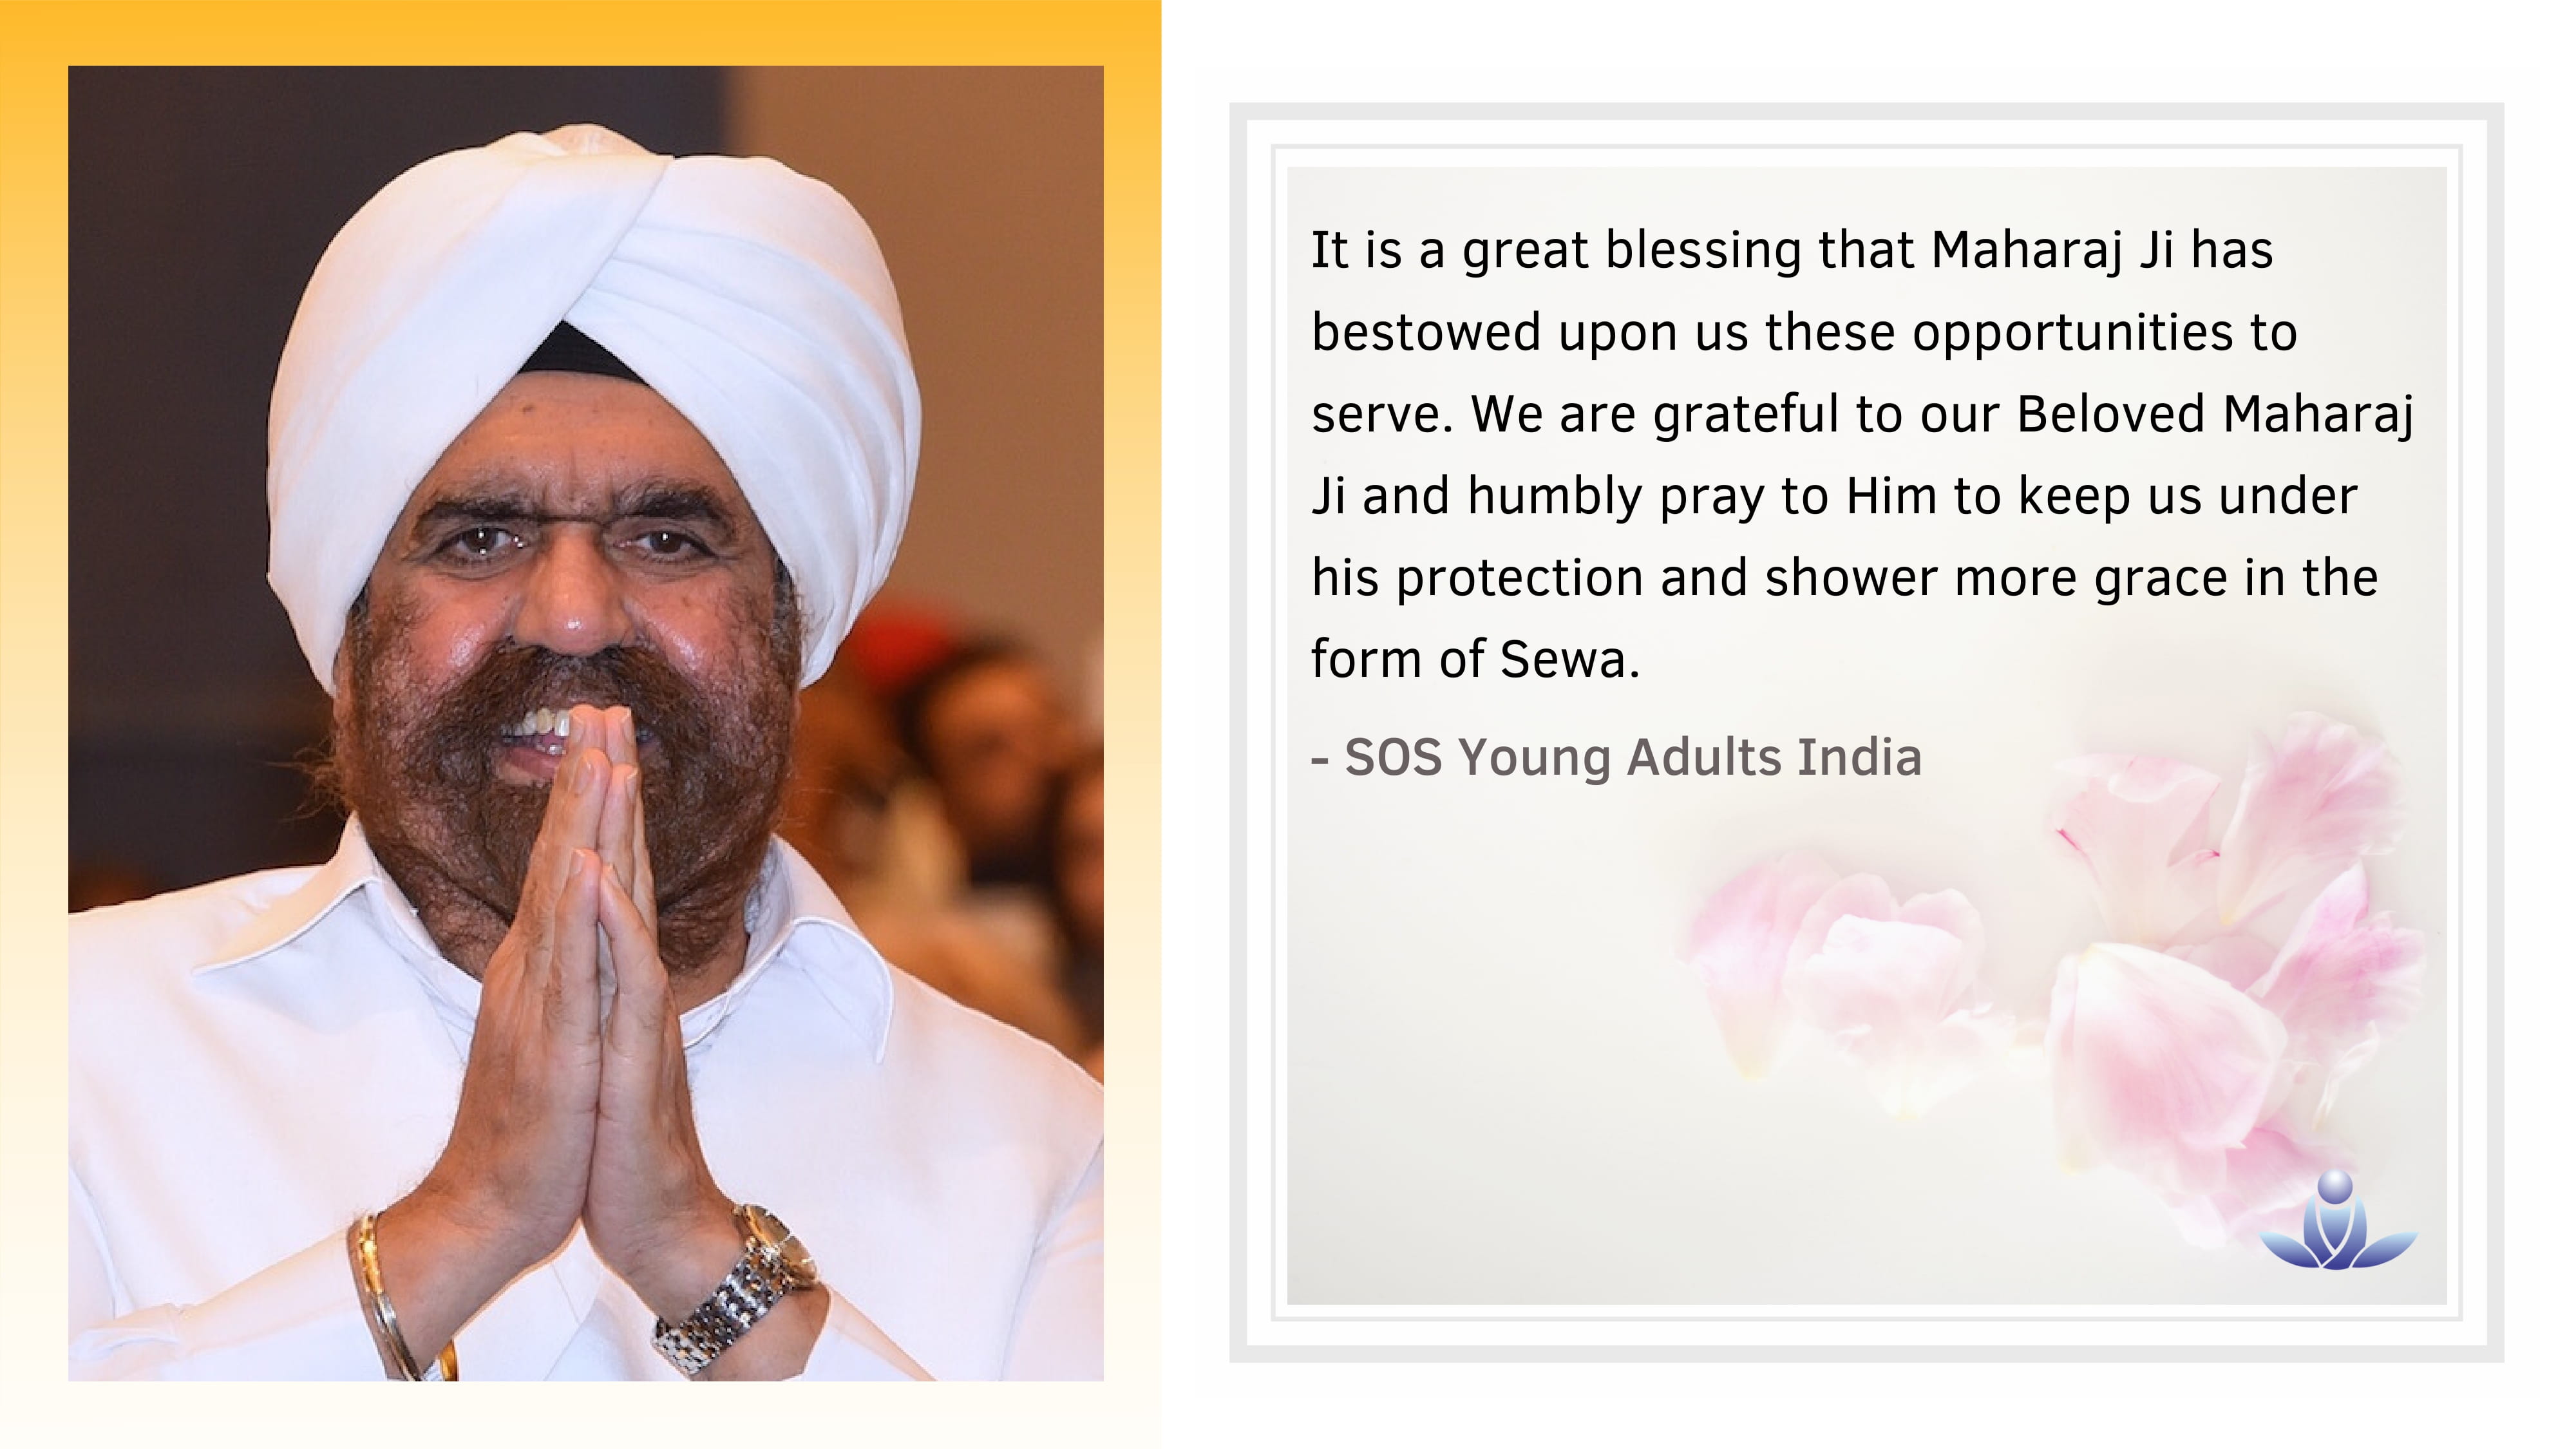 It is a great blessing that Maharaj Ji has
bestowed upon us these opportunities to
serve. We are grateful to our Beloved Maharaj
Ji and humbly pray to Him to keep us under
his protection and shower more grace in the
form of Sewa.
- SOS Young Adults India